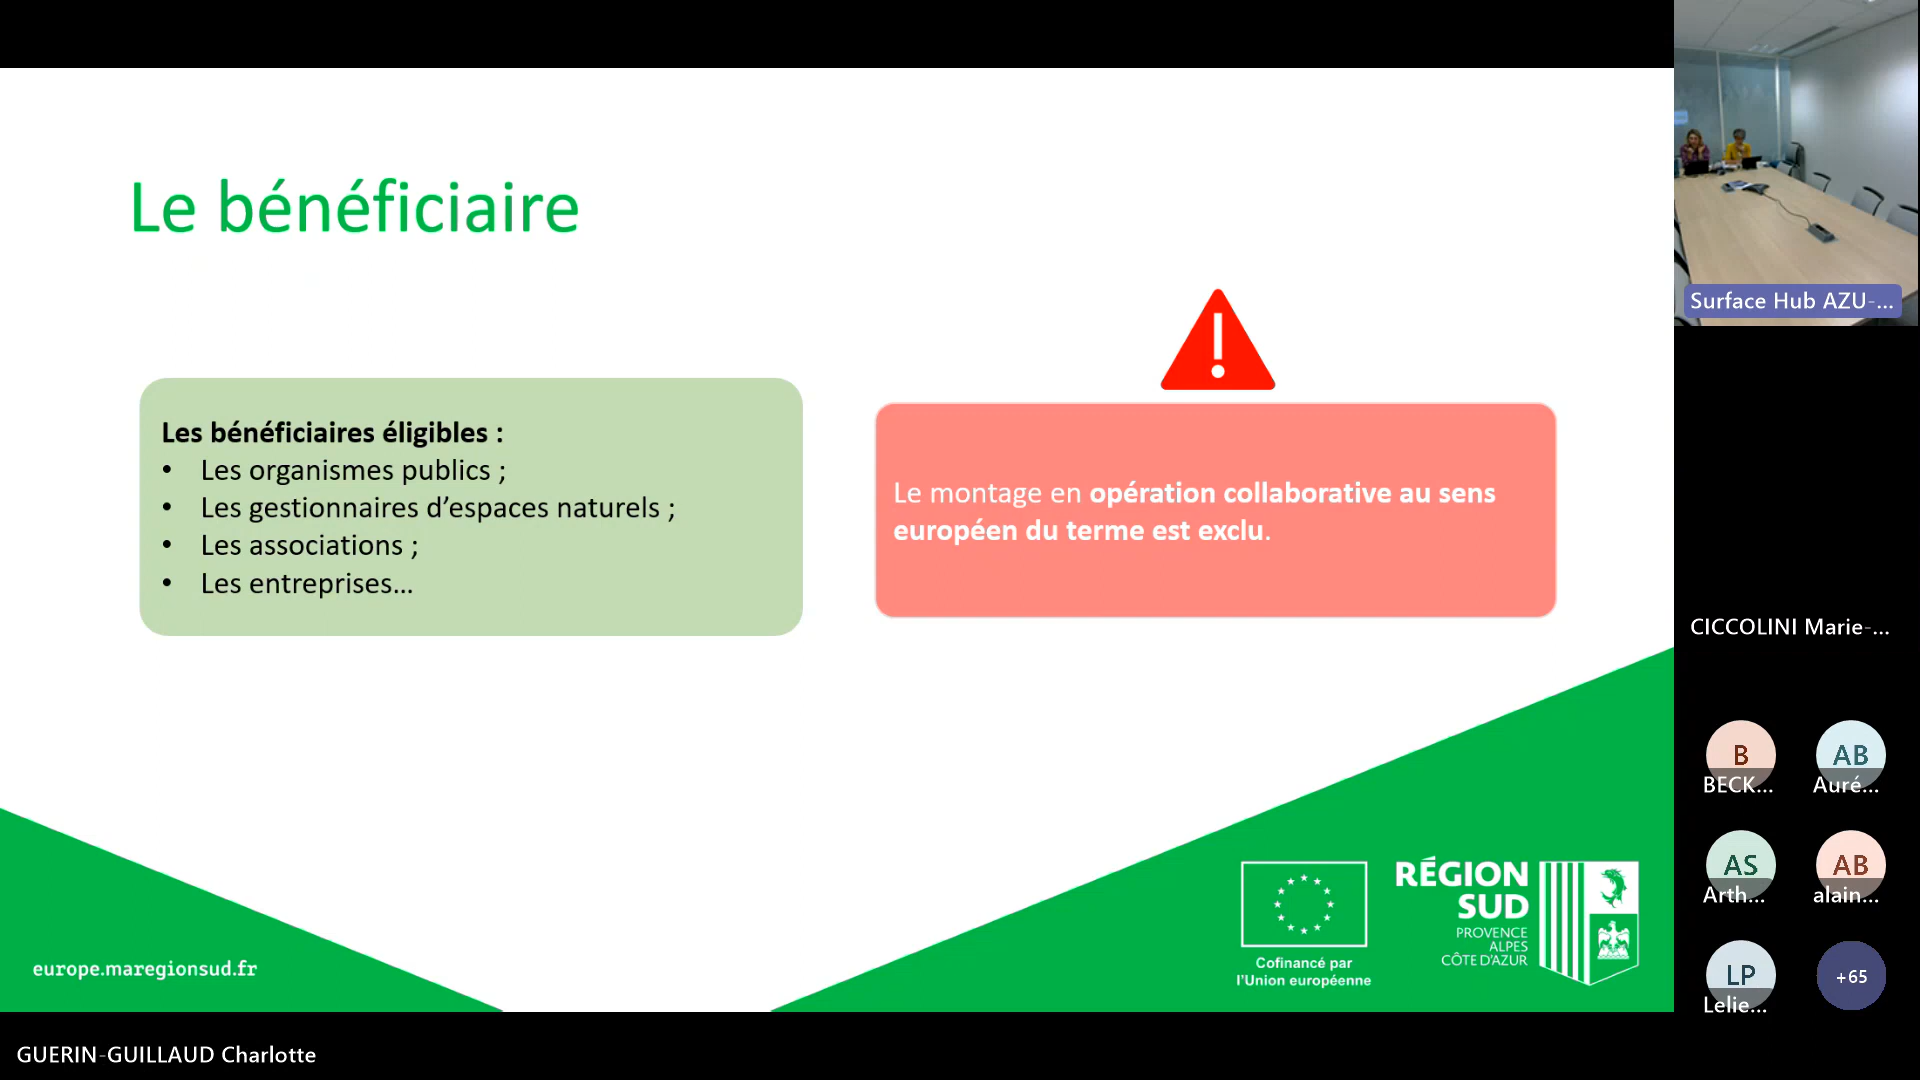 Le bénéficiaire
Les bénéficiaires éligibles :
• Les organismes publics ;
• Les gestionnaires d’espaces naturels ;
• Les associations ;
• Les entreprises...
Le montage en opération collaborative au sens
européen du terme est exclu.
europe.maregionsud.fr
Cofinancé par
l’Union européenne
RÉGION
SUD
PROVENCE
ALPES
CÔTE D'AZUR
GUERIN-GUILLAUD Charlotte
Surface Hub AZU-...
CICCOLINI Marie-...
B
BECK...
AB
Auré...
AS
Arth...
AB
alain...
LP
Lelie...
+65